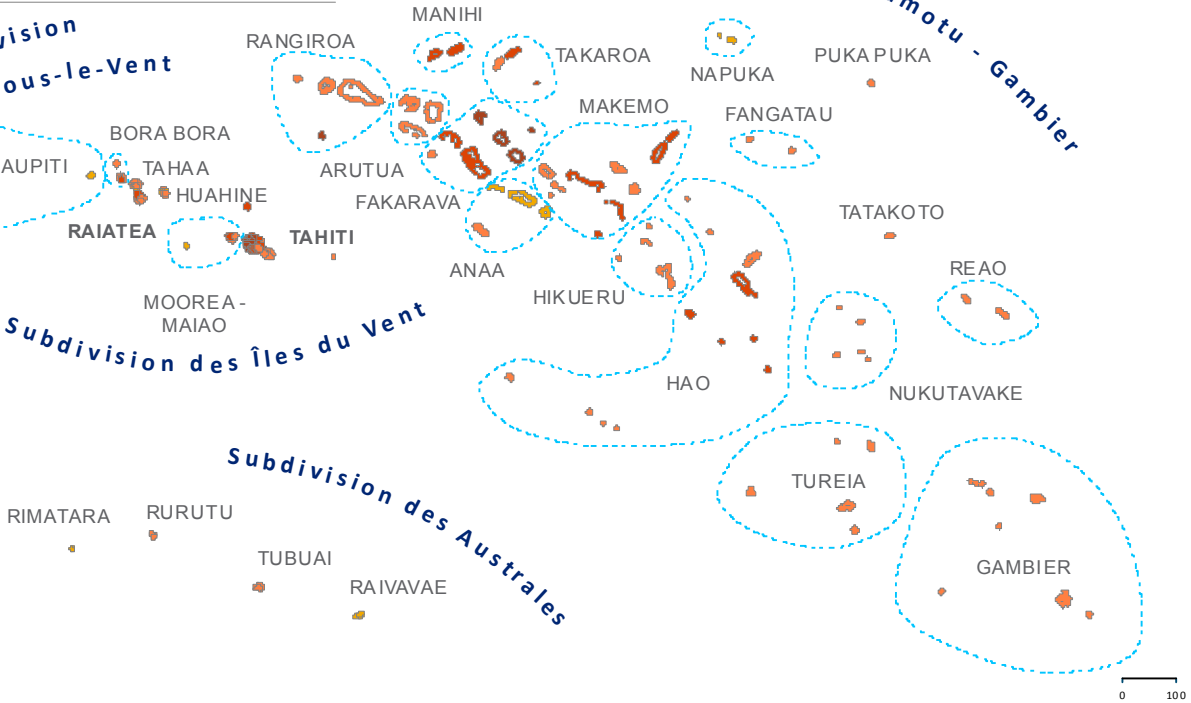 MANIHI
vision
RANGIROA
TAKAROA
PUKA PUKA
motu - Gambier
ous-le-Vent
NAPUKA
MAKEMO
FANGATAU
BORA BORA
AUPITI
TAHAA
ARUTUA
HUAHINE
FAKARAVA
TATAKOTO
RAIATEA
TAHITI
ANAA
REAO
HIKUERU
MOOREA -
MAIAO
Subdivision des Îles du Vent
HAO
NUKUTAVAKE
Subdivision des Australes
TUREIA
RIMATARA
RURUTU
TUBUAI
GAMBIER
RAIVAVAE
0 100